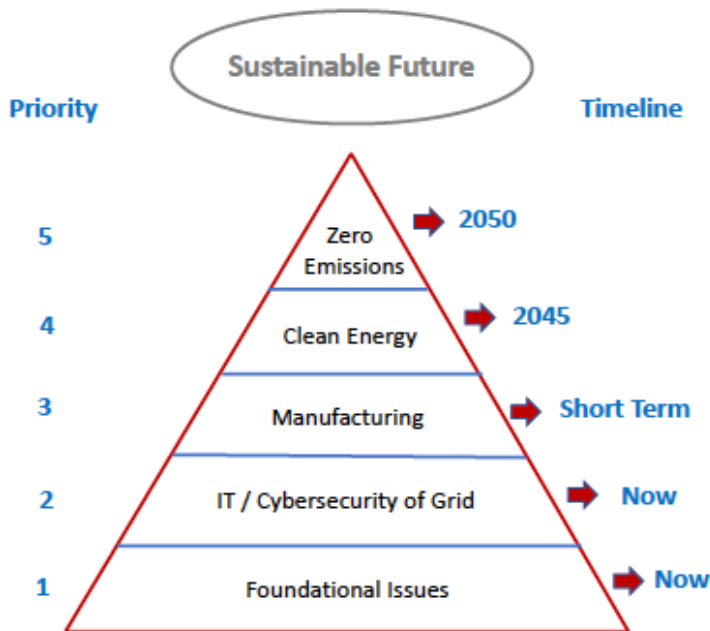 Sustainable Future
Priority
Timeline
5
Zero
Emissions
2050
4
Clean Energy
2045
3
Manufacturing
Short Term
2
IT / Cybersecurity of Grid
Now
1
Foundational Issues
Now